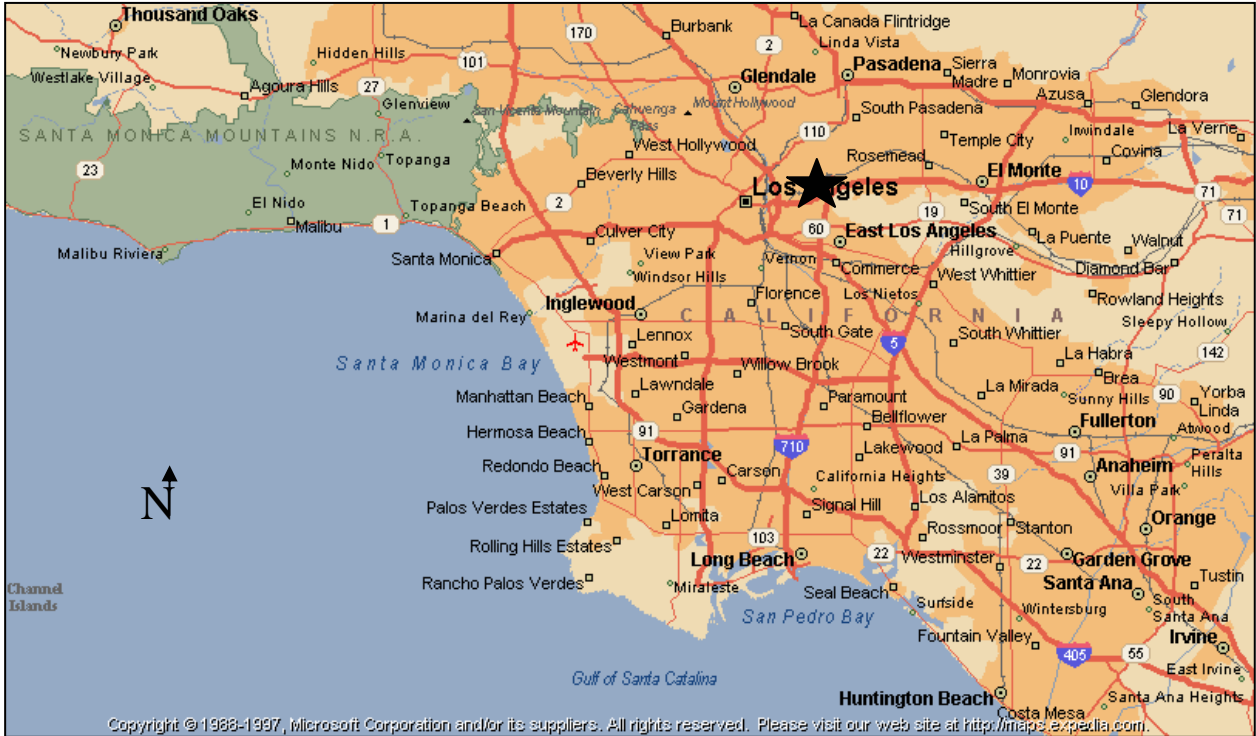 Thousand Oaks
La Canada Flintridge
170
Burbank
2
Linda Vista
Newbury Park
Hidden Hills
101
Pasadena
Sierra
Madre
Monrovia
Westlake Village
Agoura Hills
27
Glendale
Azusa
Glendora
Glenview
San Vicente Mountain
Cahuenga
Pass
Mount Hollywood
South Pasadena
SANTA MONICA MOUNTAINS N.R.A.
110
Temple City
Irwindale
La Verne
West Hollywood
Rosemead
Covina
23
Monte Nido
Topanga
Beverly Hills
El Monte
10
Los Angeles
71
El Nido
Topanga Beach
2
19
South El Monte
71
Malibu
1
Culver City
60
East Los Angeles
La Puente
Walnut
Malibu Riviera
Santa Monica
View Park
Vernon
Commerce
Hillgrove
Diamond Bar
Windsor Hills
West Whittier
Inglewood
Florence
Los Nietos
Rowland Heights
Marina del Rey
CALIFORNIA
Sleepy Hollow
Lennox
South Gate
South Whittier
5
142
Santa Monica Bay
Westmont
Willow Brook
La Habra
Brea
Lawndale
La Mirada
Sunny Hills
90
Yorba
Linda
Manhattan Beach
Gardena
Paramount
Bellflower
Fullerton
Atwood
Hermosa Beach
91
710
La Palma
91
Torrance
Lakewood
Peralta
Hills
Redondo Beach
Carson
California Heights
39
Anaheim
West Carson
Villa Park
N
Palos Verdes Estates
Lomita
Signal Hill
Los Alamitos
Orange
Rossmoor
Stanton
Rolling Hills Estates
103
Long Beach
22
Westminster
22
Garden Grove
Channel
Islands
Rancho Palos Verdes
Miraleste
Seal Beach
Santa Ana
Tustin
San Pedro Bay
Surfside
Wintersburg
South
Santa Ana
Fountain Valley
Irvine
405
55
East Irvine
Gulf of Santa Catalina
Huntington Beach
Santa Ana Heights
Costa Mesa
Copyright © 1988-1997, Microsoft Corporation and/or its suppliers. All rights reserved. Please visit our web site at http://maps.expedia.com.